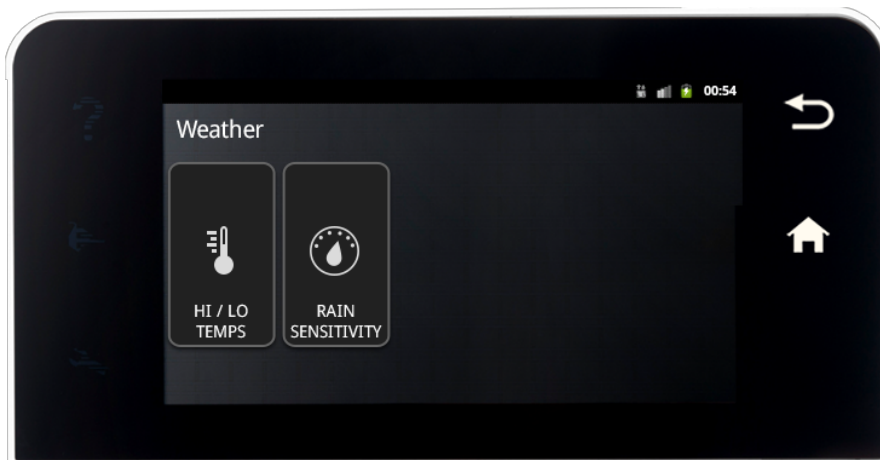 00:54
Weather
HI / LO
TEMPS
RAIN
SENSITIVITY